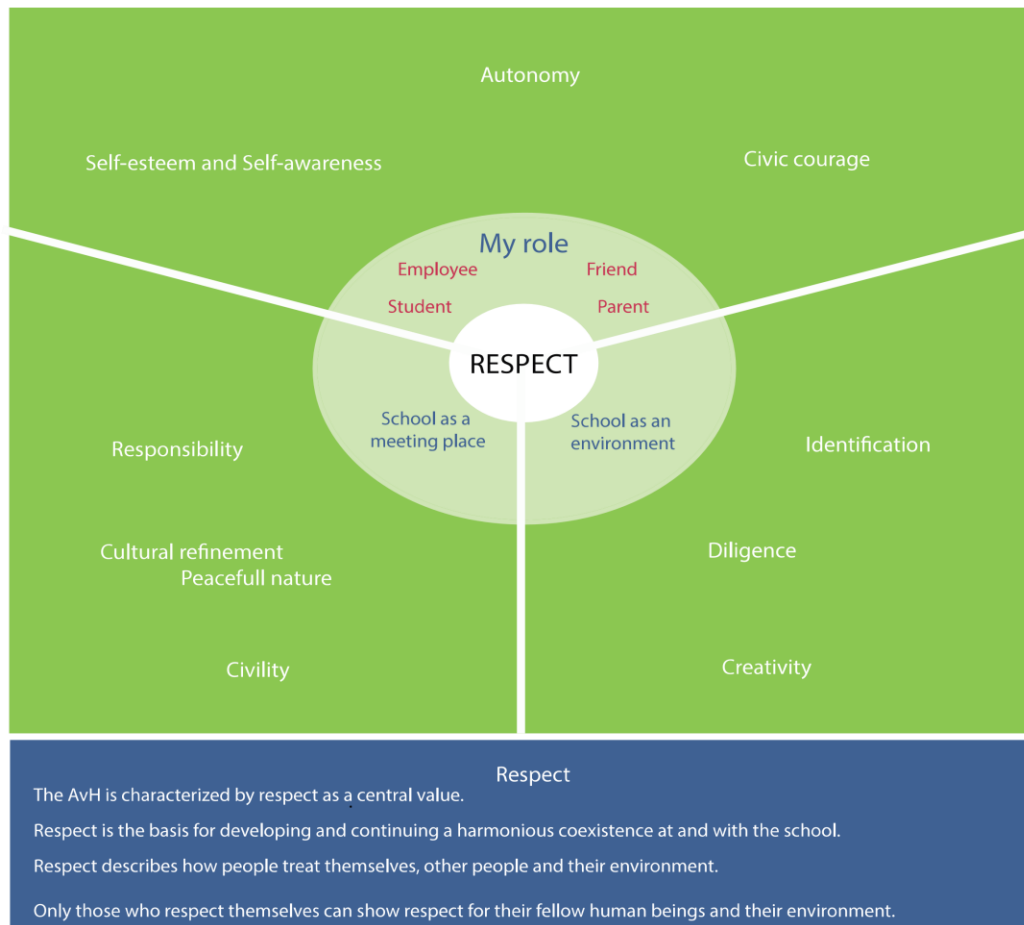 Autonomy
Self-esteem and Self-awareness
Civic courage
My role
Employee
Friend
Student
Parent
RESPECT
School as a
meeting place
School as an
environment
Responsibility
Identification
Cultural refinement
Peacefull nature
Diligence
Civility
Creativity
Respect
The AvH is characterized by respect as a central value.
Respect is the basis for developing and continuing a harmonious coexistence at and with the school.
Respect describes how people treat themselves, other people and their environment.
Only those who respect themselves can show respect for their fellow human beings and their environment.